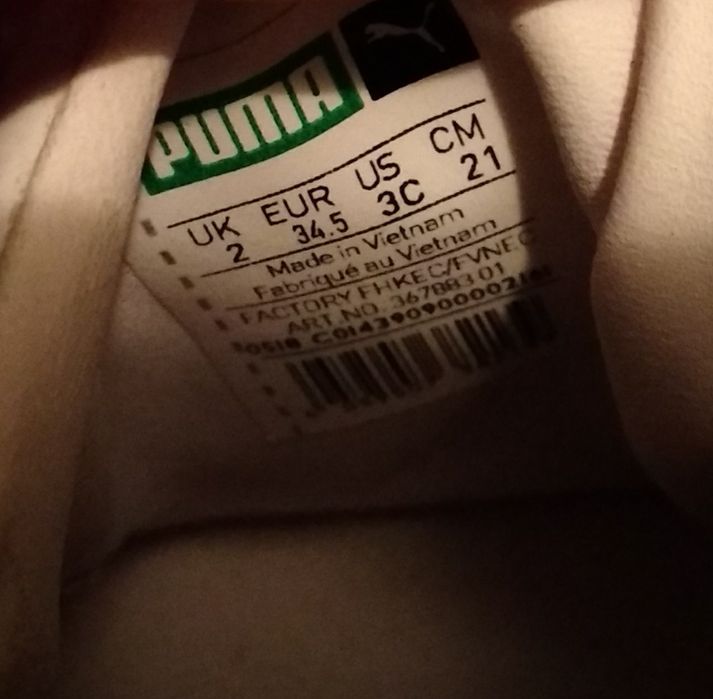 PUMA
UK EUR US CM
2 34.5 3C 21
Made in Vietnam
Fabriqué au Vietnam
FACTORY FHKEC/FVNEC
ART.NO. 367883 01